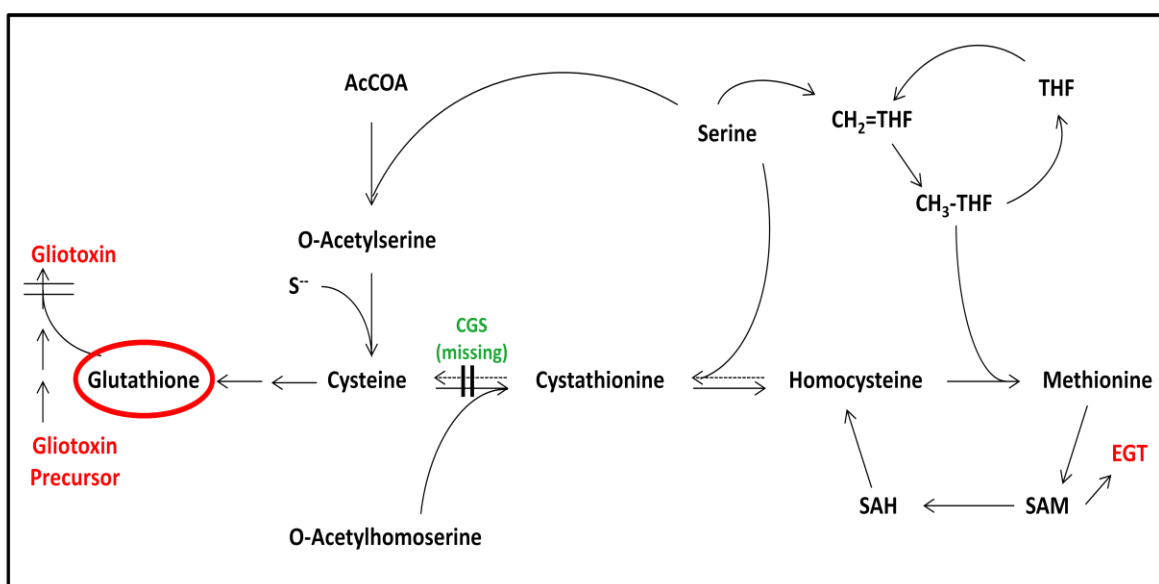 AcCOA
THF
CH₂=THF
Serine
CH₃-THF
O-Acetylserine
Gliotoxin
S--
CGS
(missing)
Glutathione
Cysteine
Cystathionine
Homocysteine
Methionine
Gliotoxin
Precursor
EGT
SAH
SAM
O-Acetylhomoserine